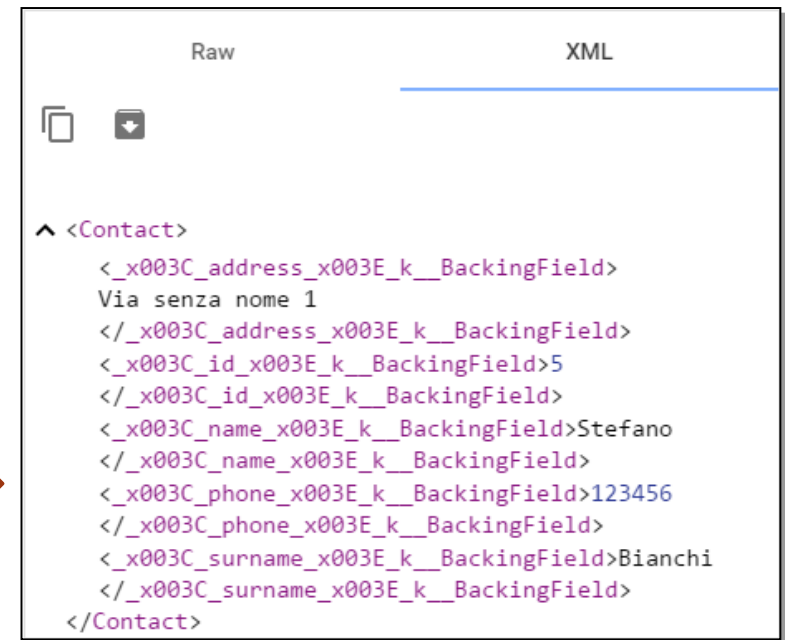 Raw XML
<Contact>
<_x003C_address_x003E_k__BackingField>
Via senza nome 1
</_x003C_address_x003E_k__BackingField>
<_x003C_id_x003E_k__BackingField>5
</_x003C_id_x003E_k__BackingField>
<_x003C_name_x003E_k__BackingField>Stefano
</_x003C_name_x003E_k__BackingField>
<_x003C_phone_x003E_k__BackingField>123456
</_x003C_phone_x003E_k__BackingField>
<_x003C_surname_x003E_k__BackingField>Bianchi
</_x003C_surname_x003E_k__BackingField>
</Contact>